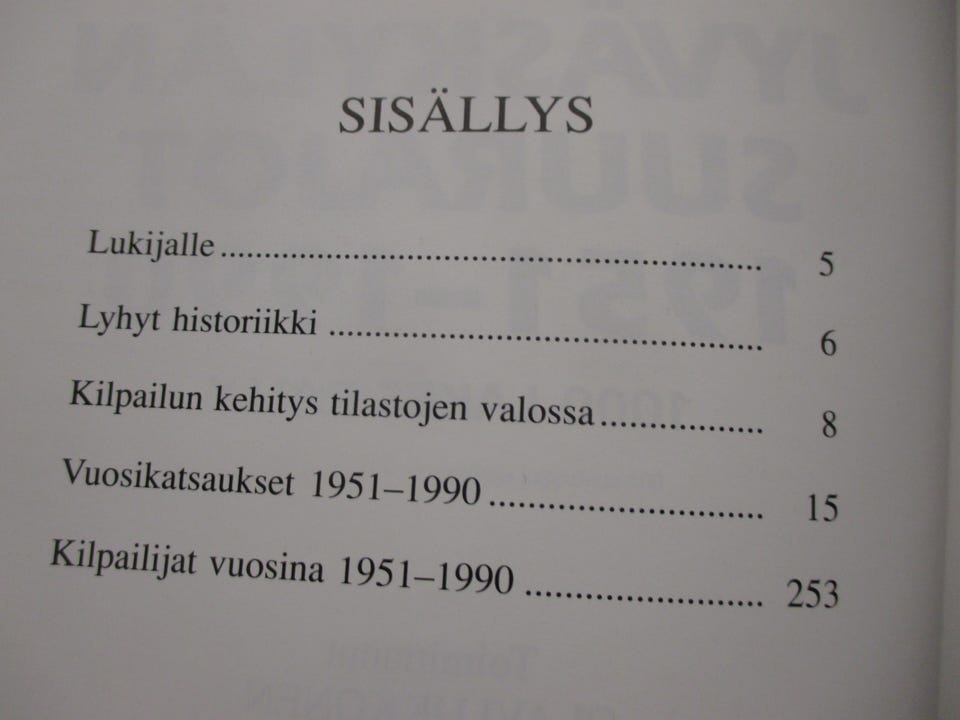 SISÄLLYS
Lukijalle ........................................................ 5
Lyhyt historiikki ............................................. 6
Kilpailun kehitys tilastojen valossa ................. 8
Vuosikatsaukset 1951–1990 ............................ 15
Kilpailijat vuosina 1951–1990 ........................ 253